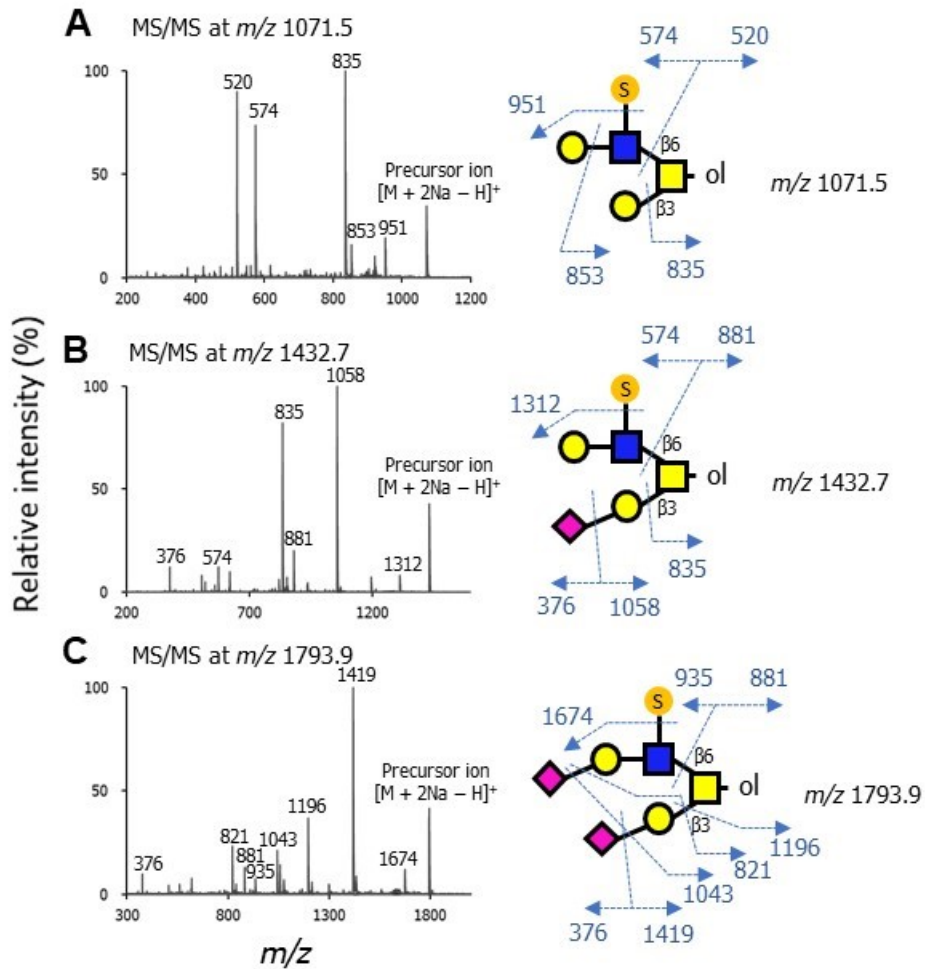 A MS/MS at m/z 1071.5
Relative intensity (%)
100
50
0
200 400 600 800 1000 1200
520
574
835
853
951
Precursor ion
[M + 2Na – H]⁺
574 520
951
S
β6
ol
β3
853
835
m/z 1071.5
B MS/MS at m/z 1432.7
100
50
0
200 700 1200
376
574
835
881
1058
1312
Precursor ion
[M + 2Na – H]⁺
574 881
1312
S
β6
ol
β3
835
376 1058
m/z 1432.7
C MS/MS at m/z 1793.9
100
50
0
300 800 1300 1800
376
821
881
935
1043
1196
1419
1674
Precursor ion
[M + 2Na – H]⁺
m/z
935 881
1674
S
β6
ol
β3
1196
821
1043
376 1419
m/z 1793.9